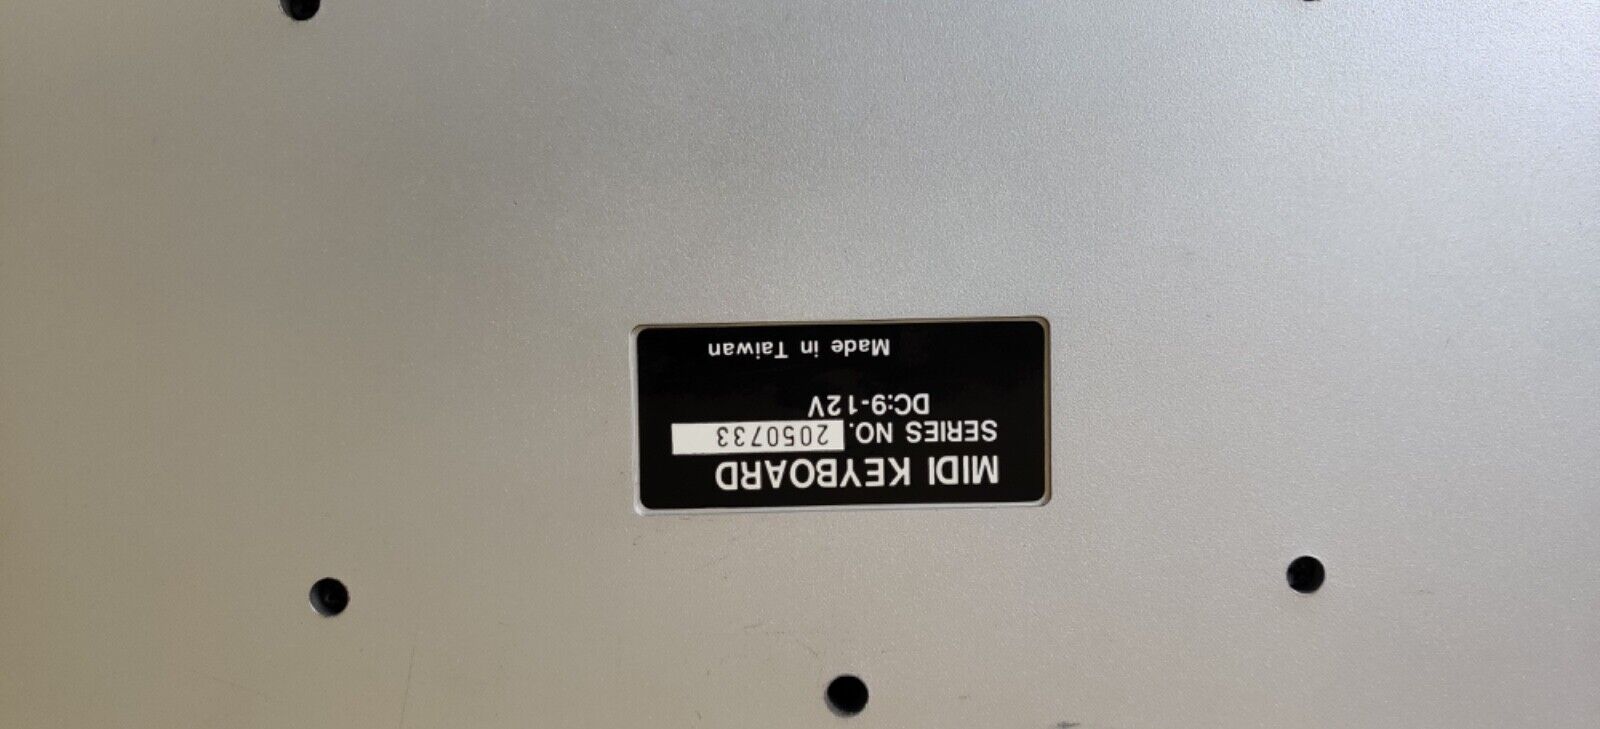 MIDI KEYBOARD
SERIES NO. 2050733
DC:9-12V
Made in Taiwan